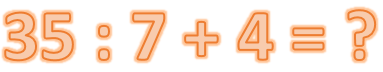 35 : 7 + 4 = ?